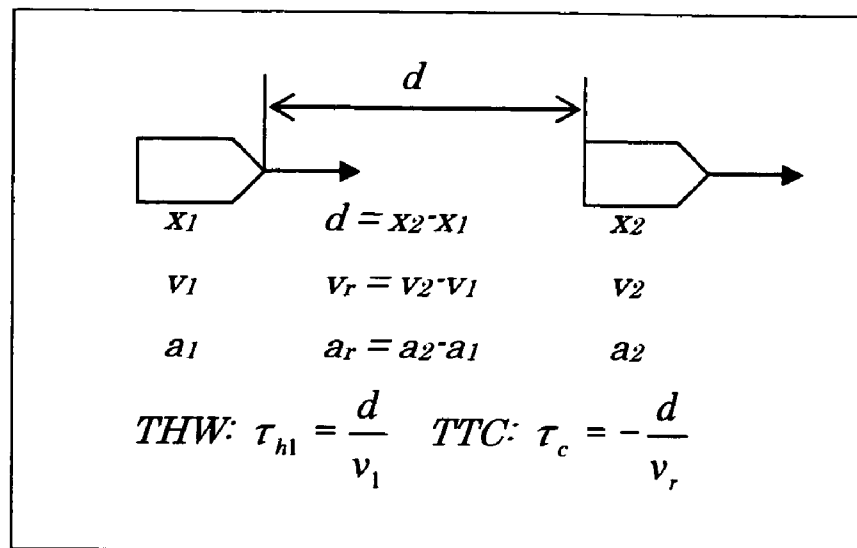 d
x1 d = x2-x1 x2
v1 vr = v2-v1 v2
a1 ar = a2-a1 a2
THW: τh1 = d/v1 TTC: τc = -d/vr